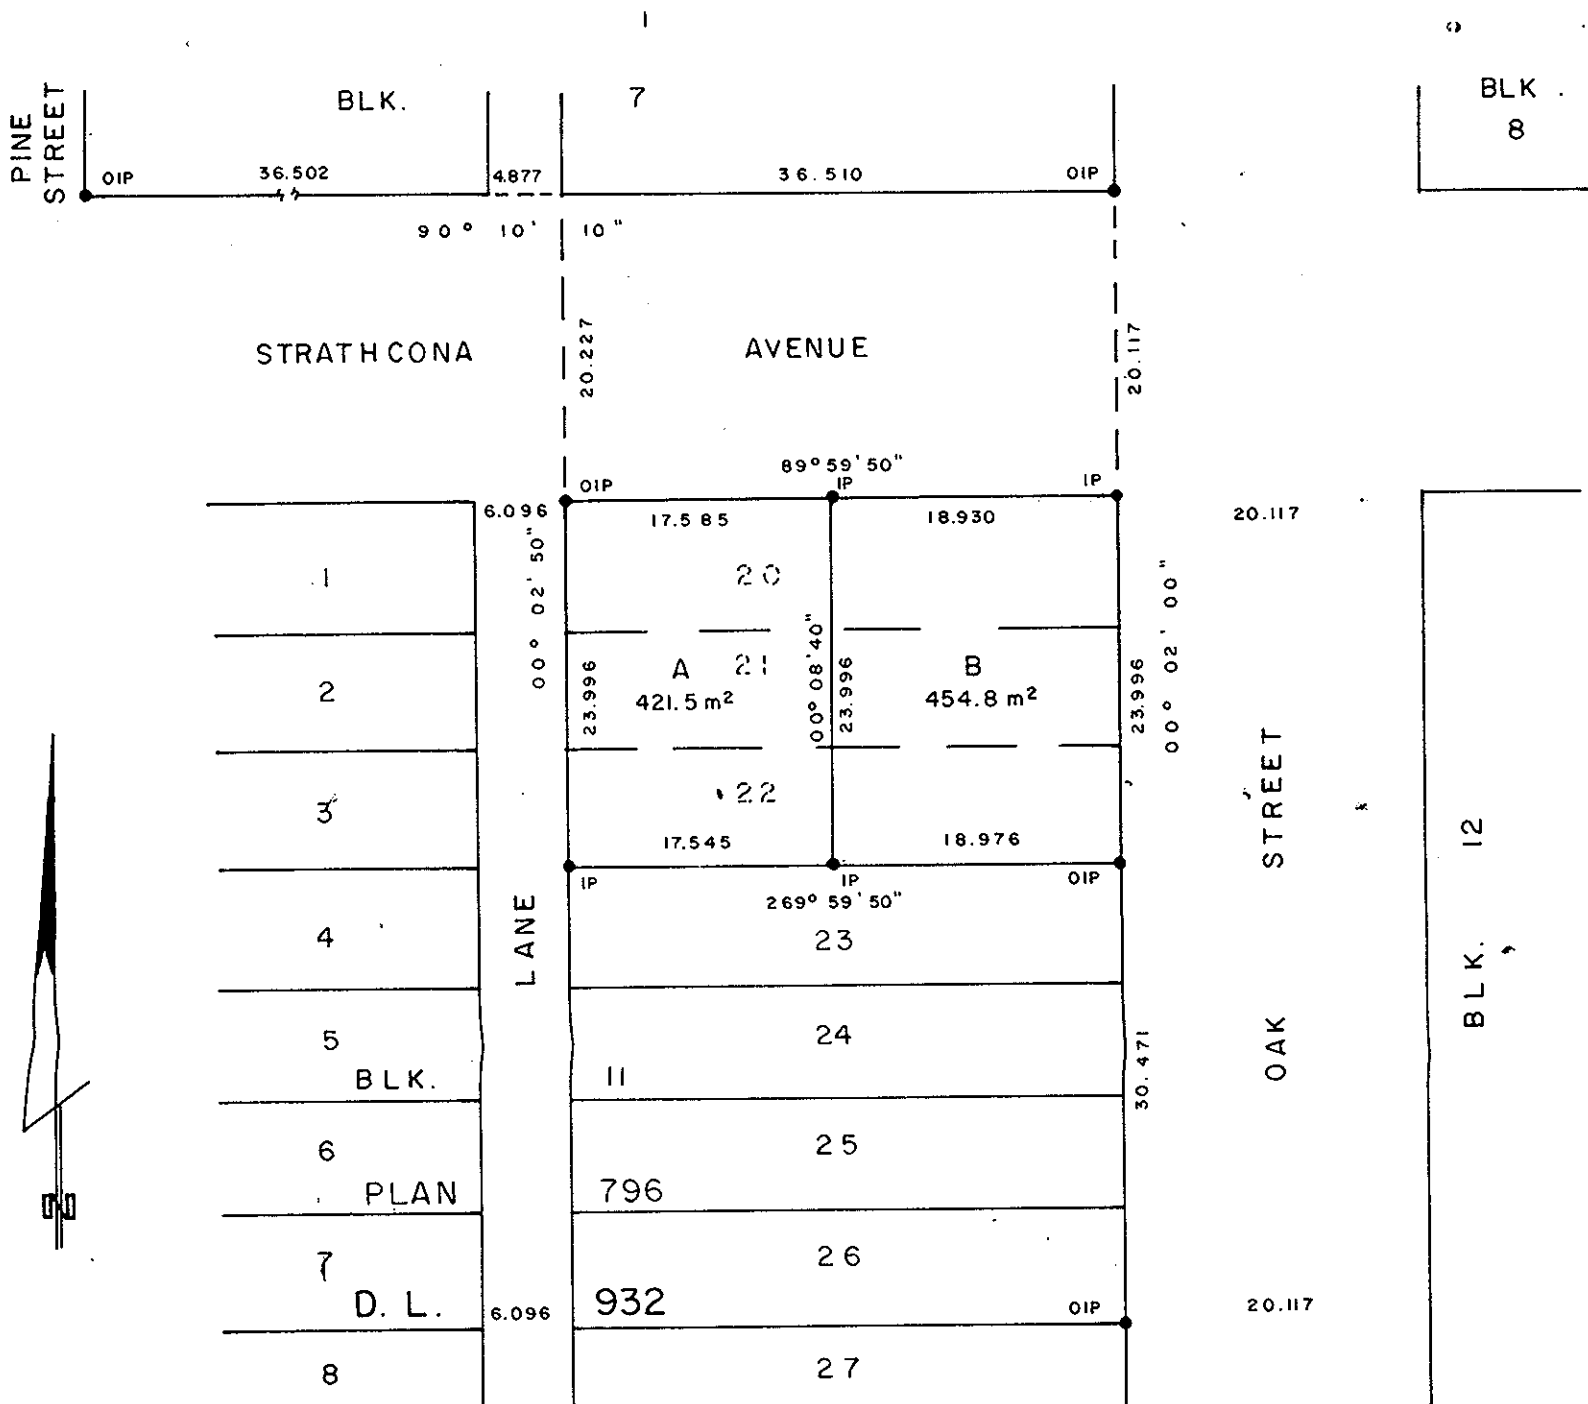 1
PINE STREET
BLK. 7
BLK. 8
OIP 36.502 4.877 36.510 OIP
90° 10' 10"
STRATHCONA AVENUE
20.227
20.117
89° 59' 50"
OIP IP IP
6.096 17.585 18.930 20.117
00° 02' 50"
1
20
2
A 21 B
421.5 m² 454.8 m²
23.996
00° 08' 40"
23.996
23.996
00° 02' 00"
3
22
17.545 18.976
IP IP OIP
269° 59' 50"
LANE
OAK STREET
BLK. 12
4
23
5
24
BLK. 11
30.471
6
25
PLAN 796
N
7
26
D. L. 932
6.096 OIP 20.117
8
27